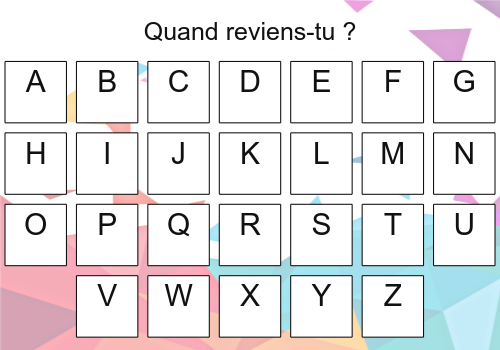 Quand reviens-tu ?
A B C D E F G
H I J K L M N
O P Q R S T U
V W X Y Z